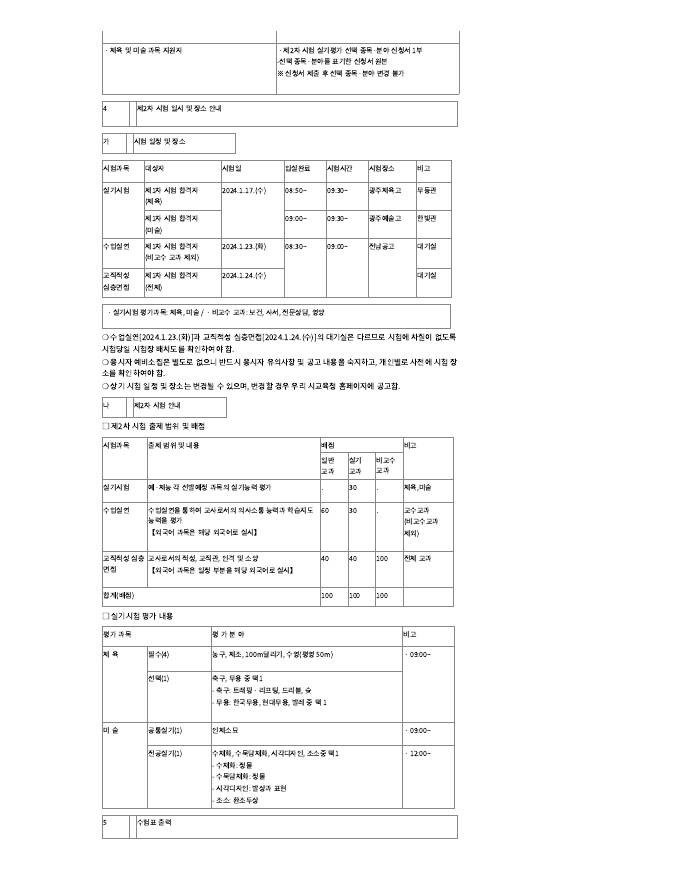 · 체육 및 미술 과목 지원자
· 제2차 시험 실기평가 선택 종목·분야 신청서 1부
-선택 종목·분야를 표기한 신청서 원본
※ 신청서 제출 후 선택 종목·분야 변경 불가
4 제2차 시험 일시 및 장소 안내
가 시험 일정 및 장소
시험과목 대상자 시험일 입실완료 시험시간 시험장소 비고
실기시험 제1차 시험 합격자 2024.1.17.(수) 08:50~ 09:30~ 광주체육고 무등관
(체육)
제1차 시험 합격자 09:00~ 09:30~ 광주예술고 한빛관
(미술)
수업실연 제1차 시험 합격자 2024.1.23.(화) 08:30~ 09:00~ 전남공고 대기실
(비교수 교과 제외)
교직적성 제1차 시험 합격자 2024.1.24.(수) 대기실
심층면접 (전체)
· 실기시험 평가과목: 체육, 미술 / · 비교수 교과: 보건, 사서, 전문상담, 영양
❍ 수업실연[2024.1.23.(화)]과 교직적성 심층면접[2024.1.24.(수)]의 대기실은 다르므로 시험에 차질이 없도록
시험당일 시험장 배치도를 확인하여야 함.
❍ 응시자 예비소집은 별도로 없으니 반드시 응시자 유의사항 및 공고 내용을 숙지하고, 개인별로 사전에 시험 장
소를 확인하여야 함.
❍ 상기 시험 일정 및 장소는 변경될 수 있으며, 변경할 경우 우리 시교육청 홈페이지에 공고함.
나 제2차 시험 안내
□ 제2차 시험 출제 범위 및 배점
시험과목 출제 범위 및 내용 배점 비고
일반 실기 비교수
교과 교과 교과
실기시험 예·체능 각 선발예정 과목의 실기능력 평가 . 30 . 체육,미술
수업실연 수업실연을 통하여 교사로서의 의사소통 능력과 학습지도 60 30 . 교수교과
능력을 평가 (비교수교과
【외국어 과목은 해당 외국어로 실시】 제외)
교직적성 심층 교사로서의 적성, 교직관, 인격 및 소양 40 40 100 전체 교과
면접 【외국어 과목은 일정 부분을 해당 외국어로 실시】
합계(배점) 100 100 100
□ 실기시험 평가 내용
평가 과목 평 가 분 야 비고
체 육 필수(4) 농구, 체조, 100m달리기, 수영(평영 50m) · 09:00~
선택(1) 축구, 무용 중 택1
- 축구: 트래핑·리프팅, 드리블, 슛
- 무용: 한국무용, 현대무용, 발레 중 택 1
미 술 공통실기(1) 인체소묘 · 09:00~
전공실기(1) 수채화, 수묵담채화, 시각디자인, 조소중 택1 · 12:00~
- 수채화: 정물
- 수묵담채화: 정물
- 시각디자인: 발상과 표현
- 조소: 환조두상
5 수험표 출력